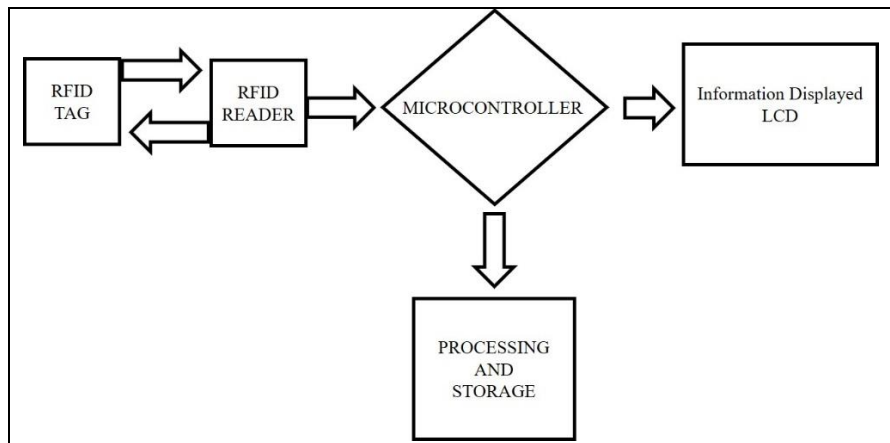 RFID
TAG
RFID
READER
MICROCONTROLLER
Information Displayed
LCD
PROCESSING
AND
STORAGE